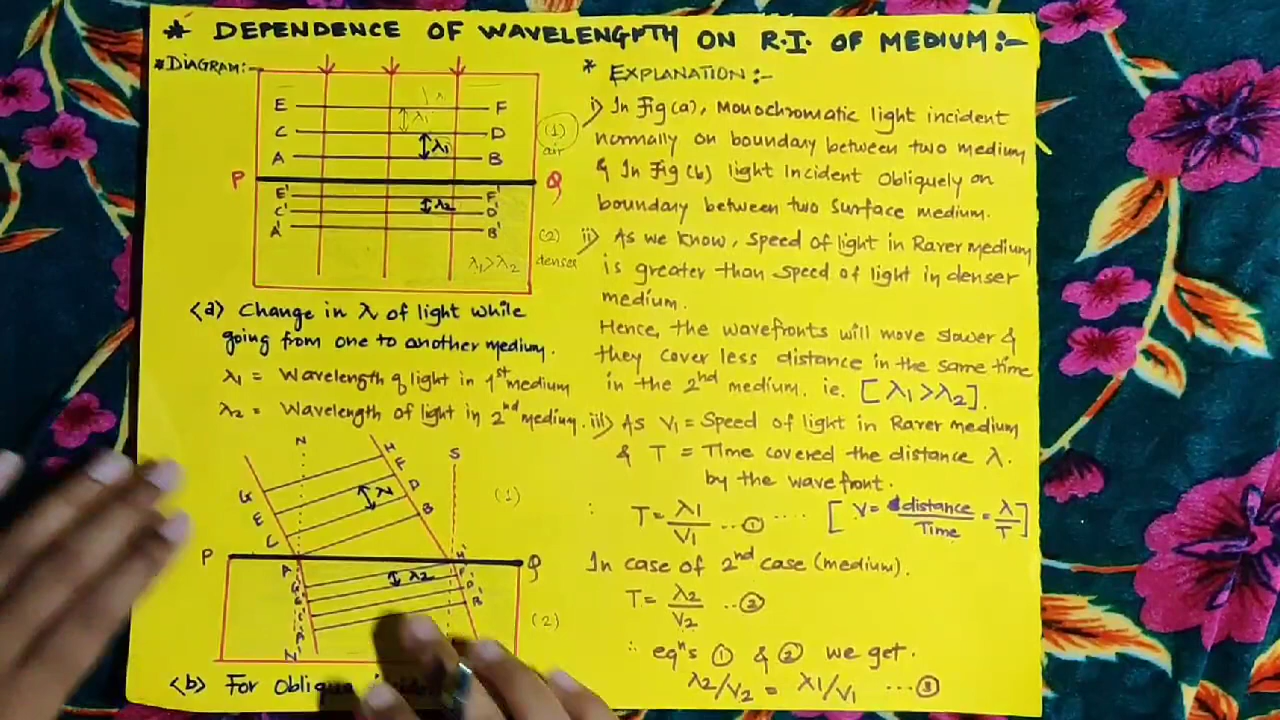 * DEPENDENCE OF WAVELENGPTH ON R.I. OF MEDIUM:-
* DIAGRAM:-
E F
λ1
C D
(1)
λ1
air
A B
P Q
E' F'
λ2
C' D'
A' B'
(2)
denser
λ1>λ2
(a) Change in λ of light while
going from one to another medium.
λ1 = Wavelength of light in 1st medium
λ2 = Wavelength of light in 2nd medium.
N
H
S
F
G D
λ1
(1)
E B
C
P Q
A H'
λ2
G' F'
E' D'
C' B'
(2)
A'
N'
(b) For Oblique
* EXPLANATION:-
i) In Fig(a), Monochromatic light incident
normally on boundary between two medium
& In Fig(b) light Incident Obliquely on
boundary between two Surface medium.
ii) As we know, Speed of light in Rarer medium
is greater than speed of light in denser
medium.
Hence, the wavefronts will move slower &
they cover less distance in the same time
in the 2nd medium. ie. [λ1>λ2].
iii) As V1 = Speed of light in Rarer medium
& T = Time covered the distance λ.
by the wavefront.
∴ T = λ1/V1 ...① .... [V = distance/Time = λ/T]
In case of 2nd case (medium).
T = λ2/V2 ..②
∴ eqns ① & ② we get.
λ2/V2 = λ1/V1 ...③